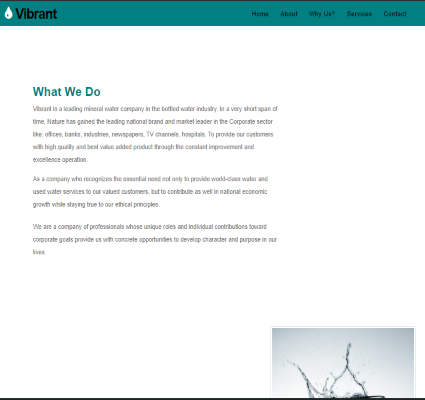 Vibrant
Home About Why Us? Services Contact
What We Do
Vibrant is a leading mineral water company in the bottled water industry. In a very short span of
time, Nature has gained the leading national brand and market leader in the Corporate sector
like; offices, banks, industries, newspapers, TV channels, hospitals. To provide our customers
with high quality and best value added product through the constant improvement and
excellence operation.
As a company who recognizes the essential need not only to provide world-class water and
used water services to our valued customers, but to contribute as well in national economic
growth while staying true to our ethical principles.
We are a company of professionals whose unique roles and individual contributions toward
corporate goals provide us with concrete opportunities to develop character and purpose in our
lives.